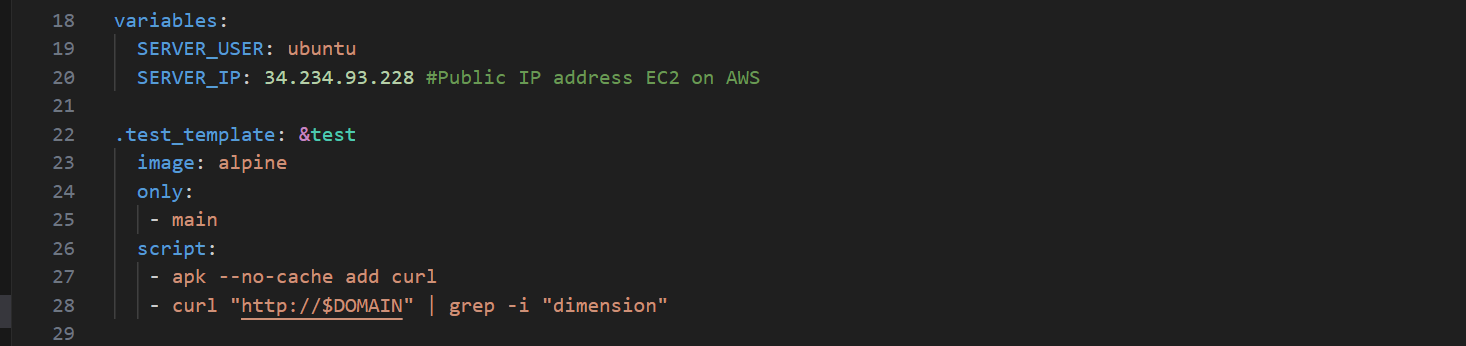 18 variables:
19 SERVER_USER: ubuntu
20 SERVER_IP: 34.234.93.228 #Public IP address EC2 on AWS
21
22 .test_template: &test
23 image: alpine
24 only:
25 - main
26 script:
27 - apk --no-cache add curl
28 - curl "http://$DOMAIN" | grep -i "dimension"
29